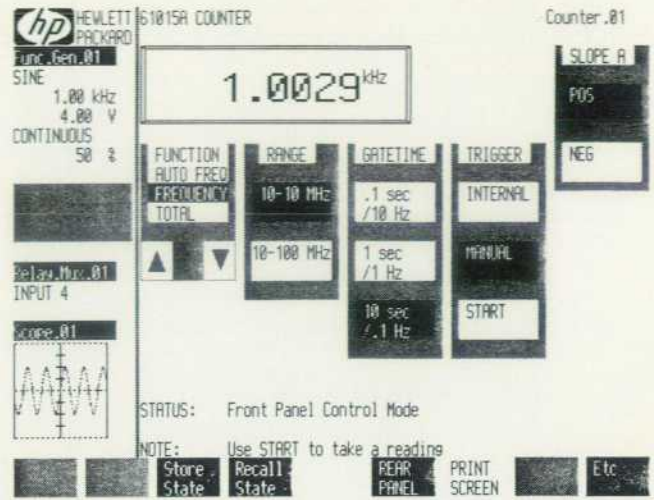 hp HEWLETT PACKARD
61015A COUNTER
Counter.01
Func.Gen.01
SINE
1.00 kHz
4.00 V
CONTINUOUS
50 %
Relay.Mux.01
INPUT 4
Scope.01
1.0029 kHz
SLOPE A
POS
NEG
FUNCTION
AUTO FREQ
FREQUENCY
TOTAL
RANGE
10-10 MHz
10-100 MHz
GATETIME
.1 sec
/10 Hz
1 sec
/1 Hz
10 sec
/.1 Hz
TRIGGER
INTERNAL
MANUAL
START
STATUS: Front Panel Control Mode
NOTE: Use START to take a reading
Store State
Recall State
REAR PANEL
PRINT SCREEN
Etc